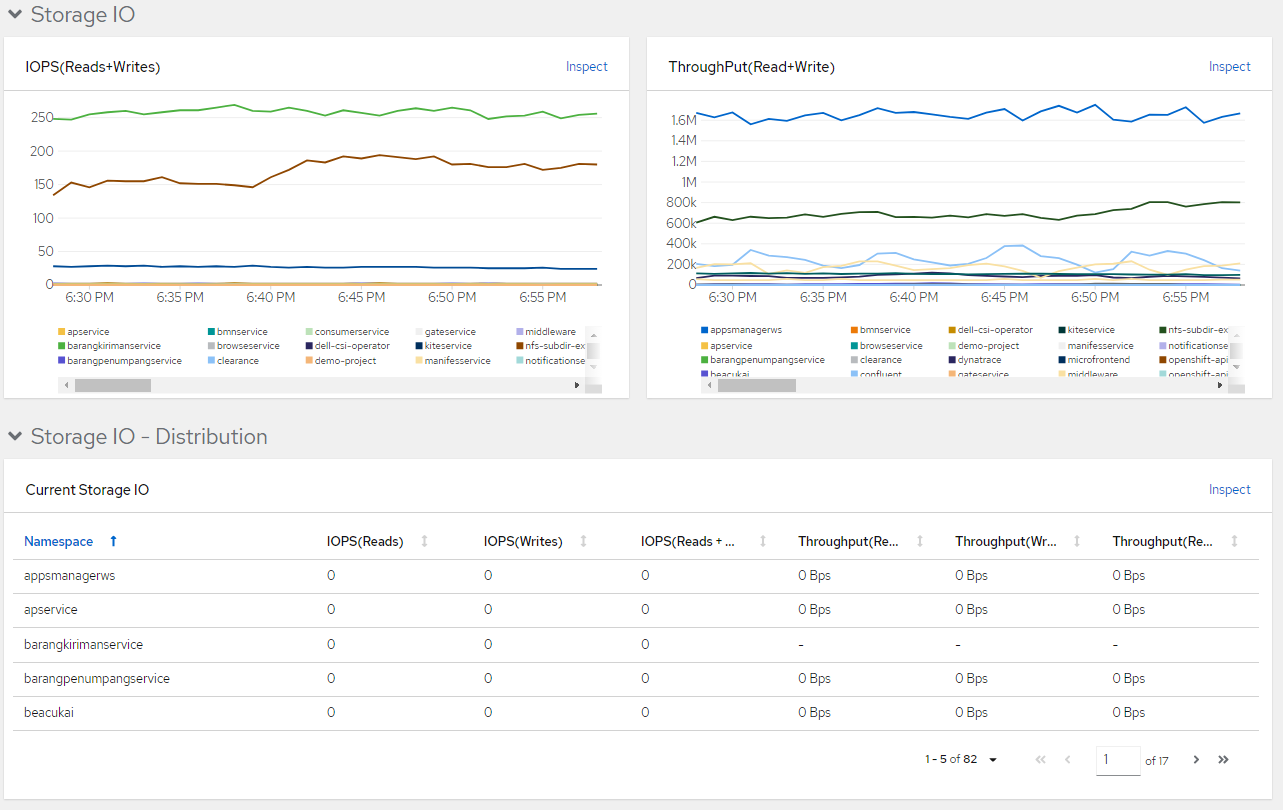 Storage IO
IOPS(Reads+Writes) Inspect
250
200
150
100
50
0
6:30 PM 6:35 PM 6:40 PM 6:45 PM 6:50 PM 6:55 PM
apservice bmnservice consumerservice gateservice middleware
barangkirimanservice browseservice dell-csi-operator kiteservice nfs-subdir-ex
barangpenumpangservice clearance demo-project manifesservice notificationse
ThroughPut(Read+Write) Inspect
1.6M
1.4M
1.2M
1M
800k
600k
400k
200k
0
6:30 PM 6:35 PM 6:40 PM 6:45 PM 6:50 PM 6:55 PM
appsmanagerws bmnservice dell-csi-operator kiteservice nfs-subdir-ex
apservice browseservice demo-project manifesservice notificationse
barangpenumpangservice clearance dynatrace microfrontend openshift-api
beacukai confluent gateservice middleware openshift-api
Storage IO - Distribution
Current Storage IO Inspect
Namespace IOPS(Reads) IOPS(Writes) IOPS(Reads + ... Throughput(Re... Throughput(Wr... Throughput(Re...
appsmanagerws 0 0 0 0 Bps 0 Bps 0 Bps
apservice 0 0 0 0 Bps 0 Bps 0 Bps
barangkirimanservice 0 0 0 - - -
barangpenumpangservice 0 0 0 0 Bps 0 Bps 0 Bps
beacukai 0 0 0 0 Bps 0 Bps 0 Bps
1 - 5 of 82 1 of 17